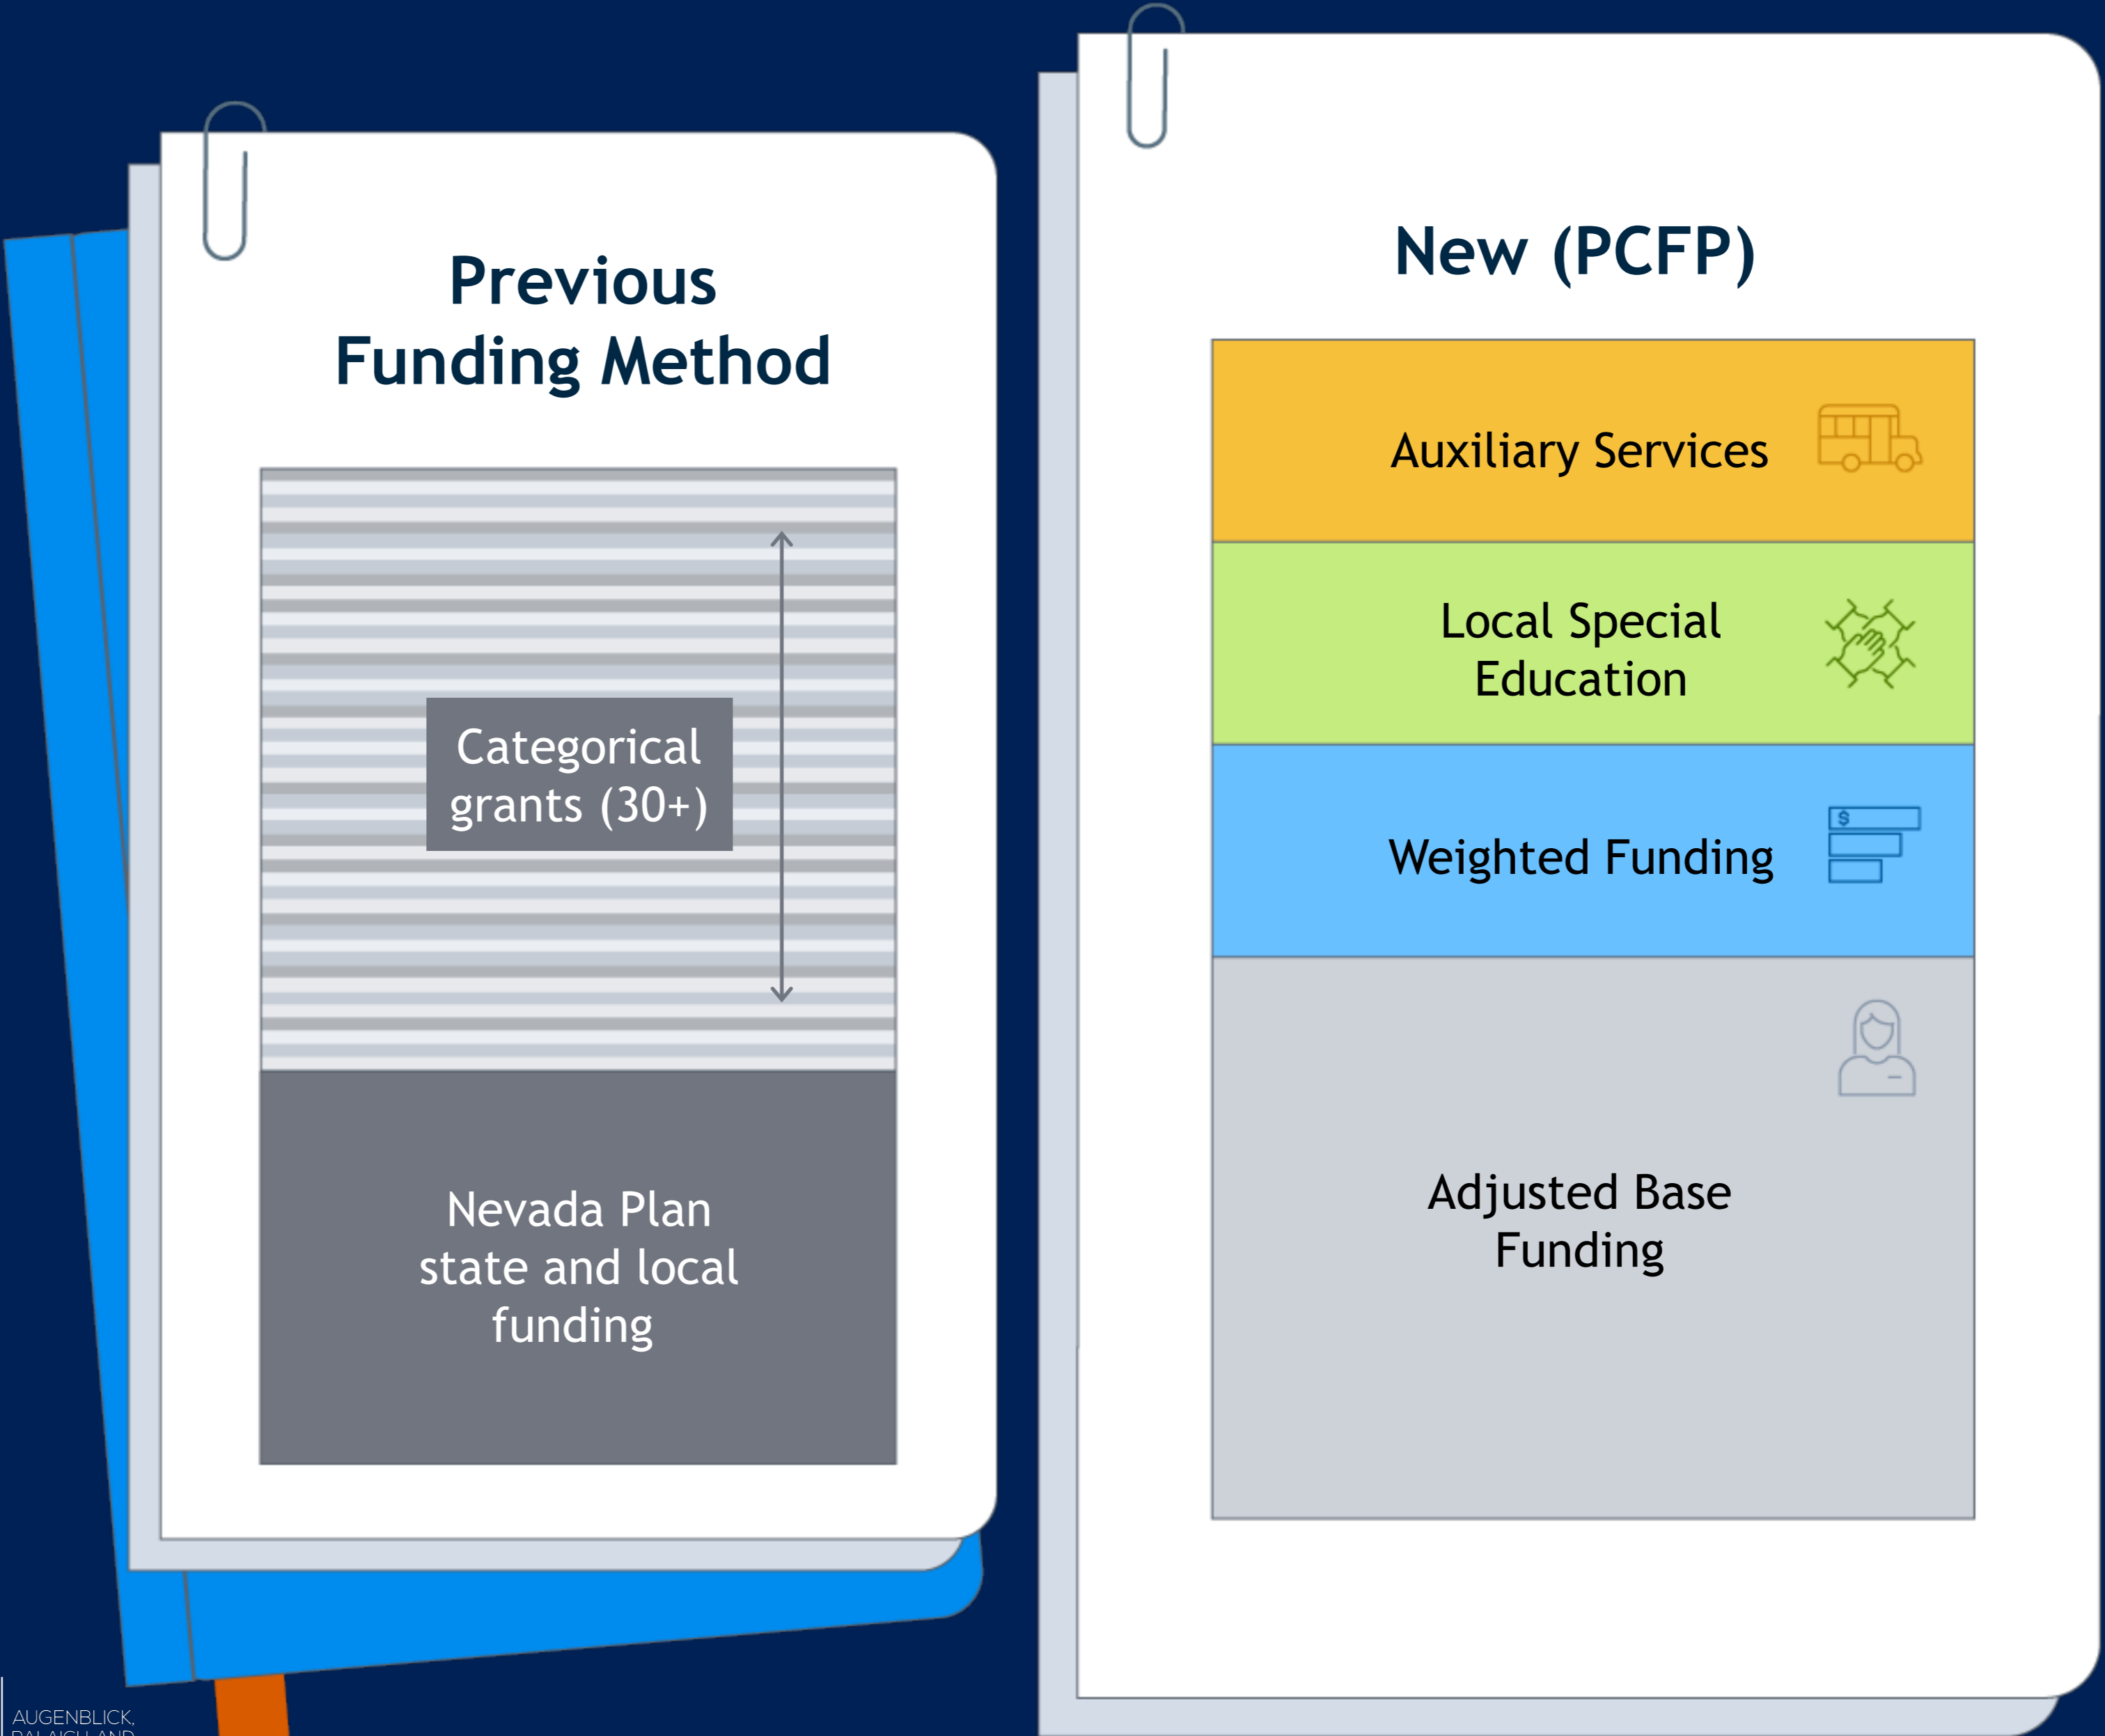 Previous
Funding Method
Categorical
grants (30+)
Nevada Plan
state and local
funding
New (PCFP)
Auxiliary Services
Local Special
Education
$
Weighted Funding
Adjusted Base
Funding
AUGENBLICK,